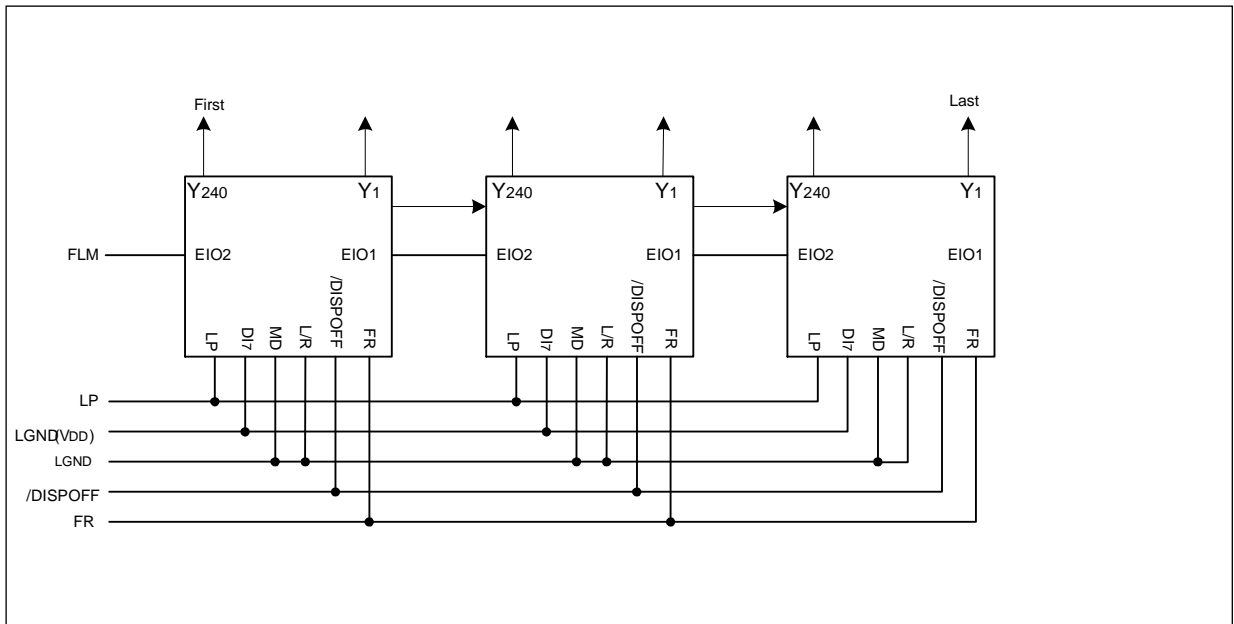 First
Last
Y240 Y1
Y240 Y1
Y240 Y1
FLM
EIO2 EIO1
EIO2 EIO1
EIO2 EIO1
LP DI7 MD L/R /DISPOFF FR
LP DI7 MD L/R /DISPOFF FR
LP DI7 MD L/R /DISPOFF FR
LP
LGND(VDD)
LGND
/DISPOFF
FR